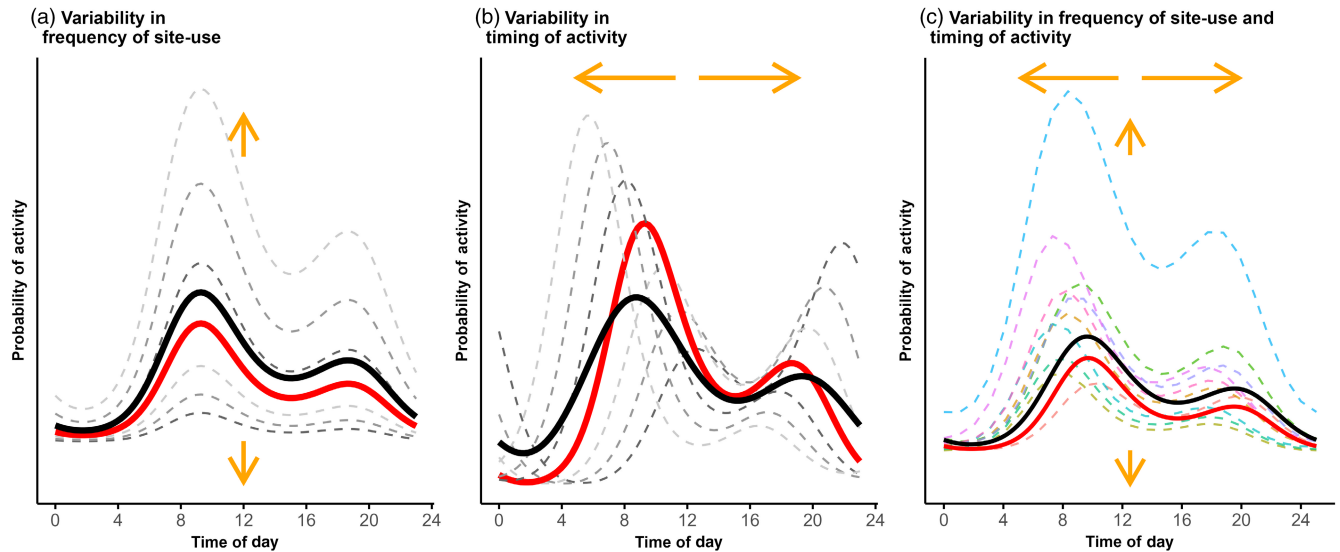 (a) Variability in
frequency of site-use
Probability of activity
0 4 8 12 16 20 24
Time of day
(b) Variability in
timing of activity
Probability of activity
0 4 8 12 16 20 24
Time of day
(c) Variability in frequency of site-use and
timing of activity
Probability of activity
0 4 8 12 16 20 24
Time of day